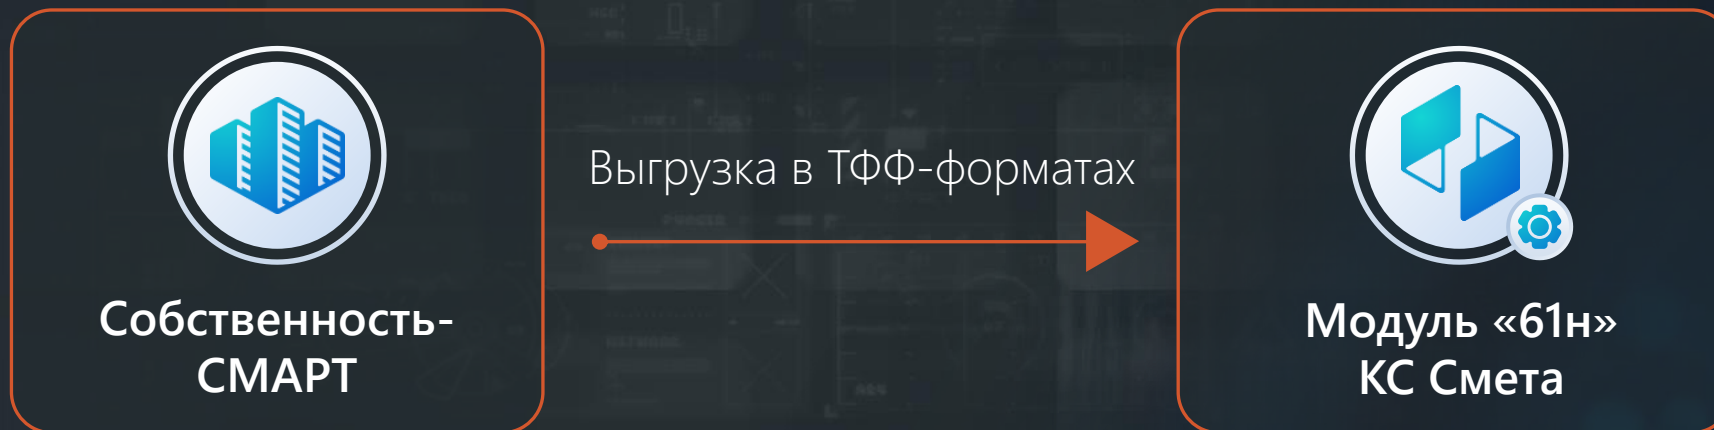 Выгрузка в ТФФ-форматах
Собственность-
СМАРТ
Модуль «61н»
КС Смета